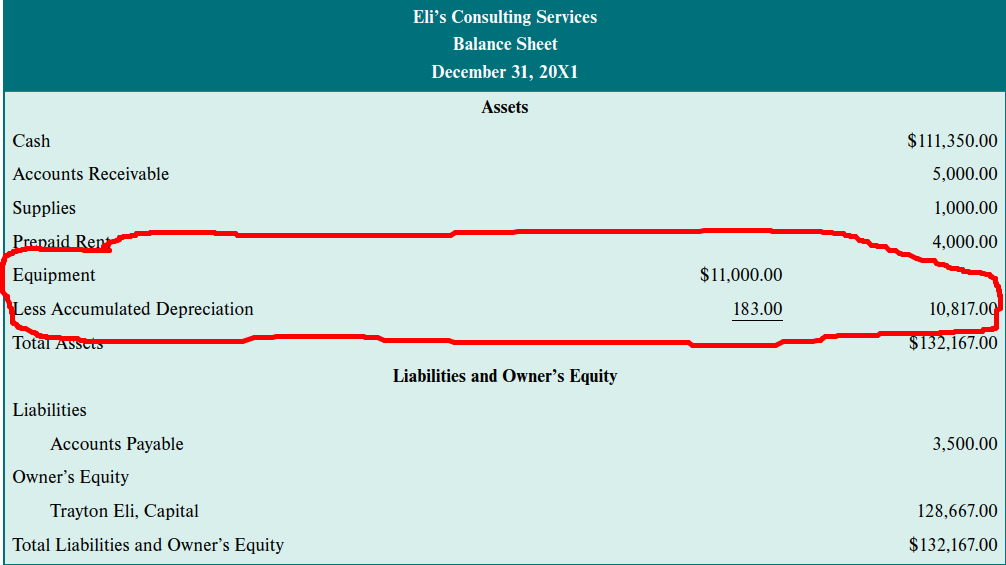 Eli's Consulting Services
Balance Sheet
December 31, 20X1
Assets
Cash $111,350.00
Accounts Receivable 5,000.00
Supplies 1,000.00
Prepaid Rent 4,000.00
Equipment $11,000.00
Less Accumulated Depreciation 183.00 10,817.00
Total Assets $132,167.00
Liabilities and Owner's Equity
Liabilities
Accounts Payable 3,500.00
Owner's Equity
Trayton Eli, Capital 128,667.00
Total Liabilities and Owner's Equity $132,167.00